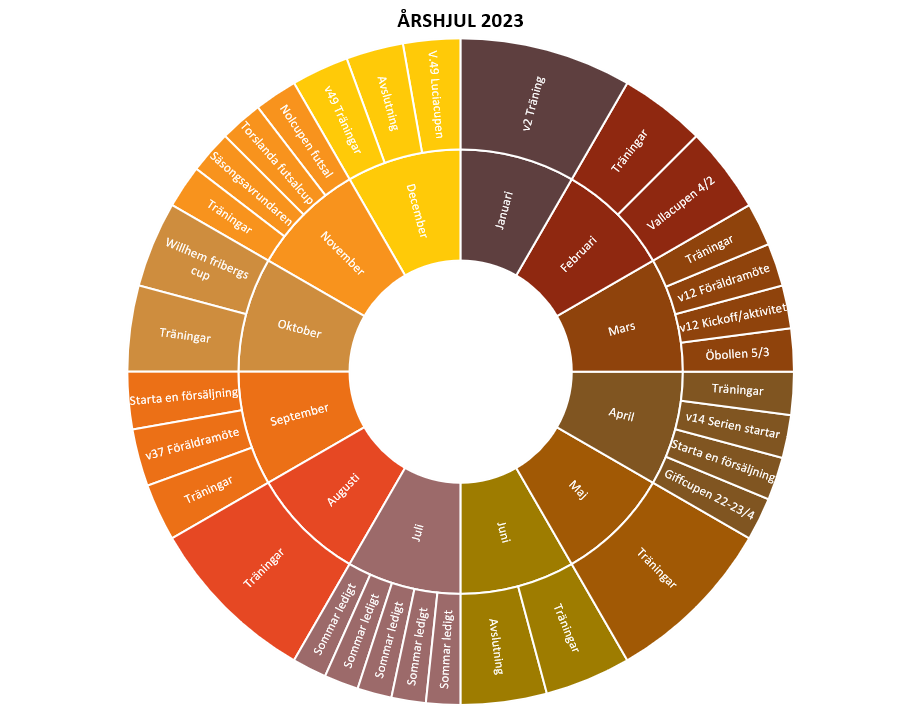 ÅRSHJUL 2023
Januari
v2 Träning
Februari
Träningar
Vallacupen 4/2
Mars
Träningar
v12 Föräldramöte
v12 Kickoff/aktivitet
Öbollen 5/3
April
Träningar
v14 Serien startar
Starta en försäljning
Giffcupen 22-23/4
Maj
Träningar
Juni
Träningar
Avslutning
Juli
Sommar ledigt
Sommar ledigt
Sommar ledigt
Sommar ledigt
Sommar ledigt
Augusti
Träningar
September
Träningar
v37 Föräldramöte
Starta en försäljning
Oktober
Träningar
Willhem fribergs
cup
November
Träningar
Säsongsavrundaren
Torslanda futsalcup
Nolcupen futsal
December
v49 Träningar
Avslutning
V.49 Luciacupen